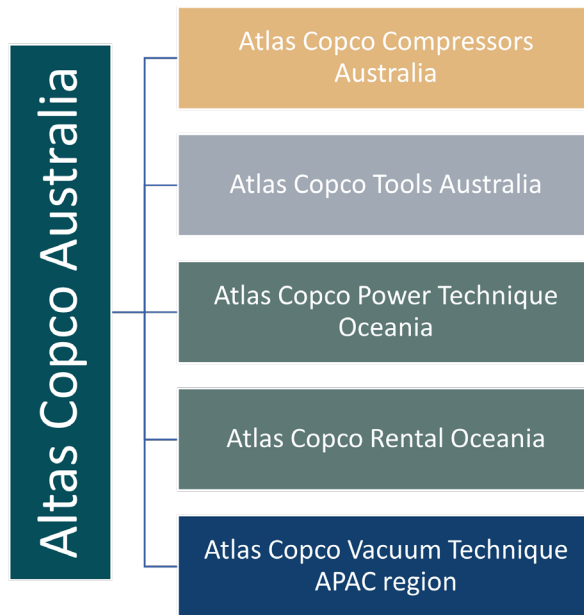 Altas Copco Australia
Atlas Copco Compressors
Australia
Atlas Copco Tools Australia
Atlas Copco Power Technique
Oceania
Atlas Copco Rental Oceania
Atlas Copco Vacuum Technique
APAC region